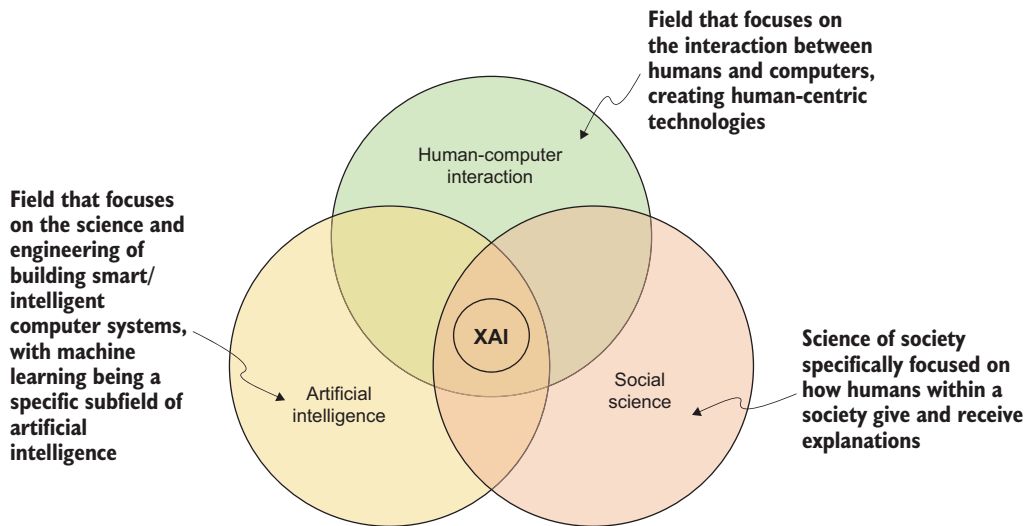 Field that focuses on
the interaction between
humans and computers,
creating human-centric
technologies
Human-computer
interaction
Field that focuses
on the science and
engineering of
building smart/
intelligent
computer systems,
with machine
learning being a
specific subfield of
artificial
intelligence
XAI
Artificial
intelligence
Social
science
Science of society
specifically focused on
how humans within a
society give and receive
explanations